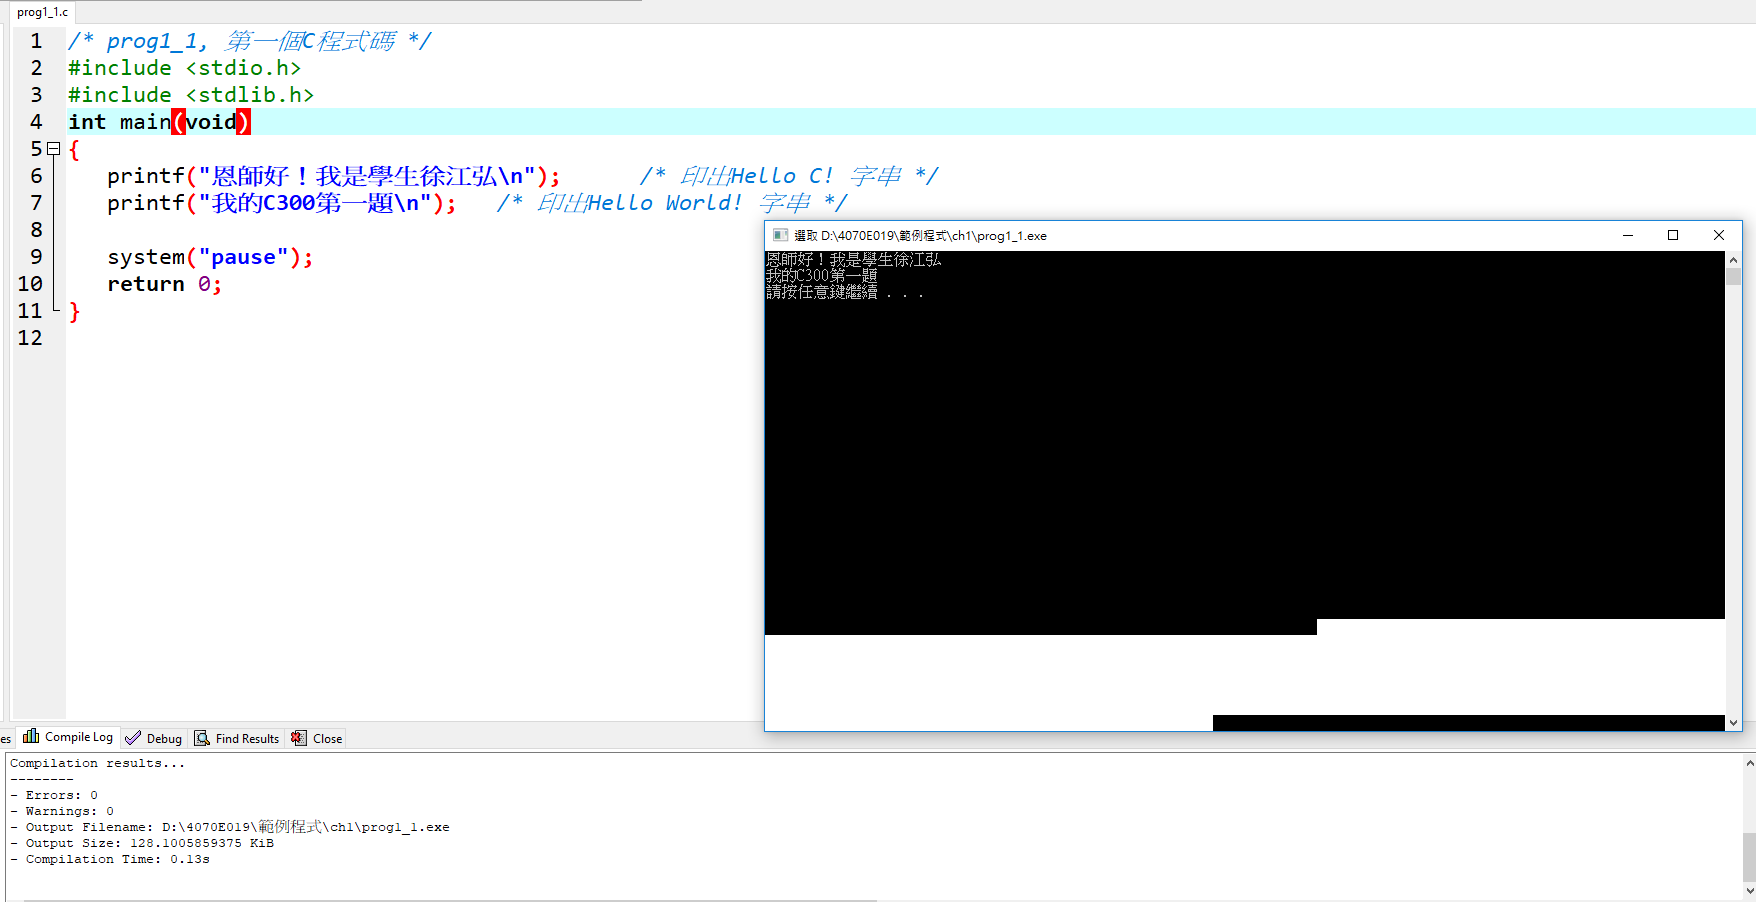 prog1_1.c
1 /* prog1_1, 第一個C程式碼 */
2 #include <stdio.h>
3 #include <stdlib.h>
4 int main(void)
5 {
6 printf("恩師好！我是學生徐江弘\n"); /* 印出Hello C! 字串 */
7 printf("我的C300第一題\n"); /* 印出Hello World! 字串 */
8
9 system("pause");
10 return 0;
11 }
12
選取 D:\4070E019\範例程式\ch1\prog1_1.exe
恩師好！我是學生徐江弘
我的C300第一題
請按任意鍵繼續 . . .
es Compile Log Debug Find Results Close
Compilation results...
--------
- Errors: 0
- Warnings: 0
- Output Filename: D:\4070E019\範例程式\ch1\prog1_1.exe
- Output Size: 128.1005859375 KiB
- Compilation Time: 0.13s